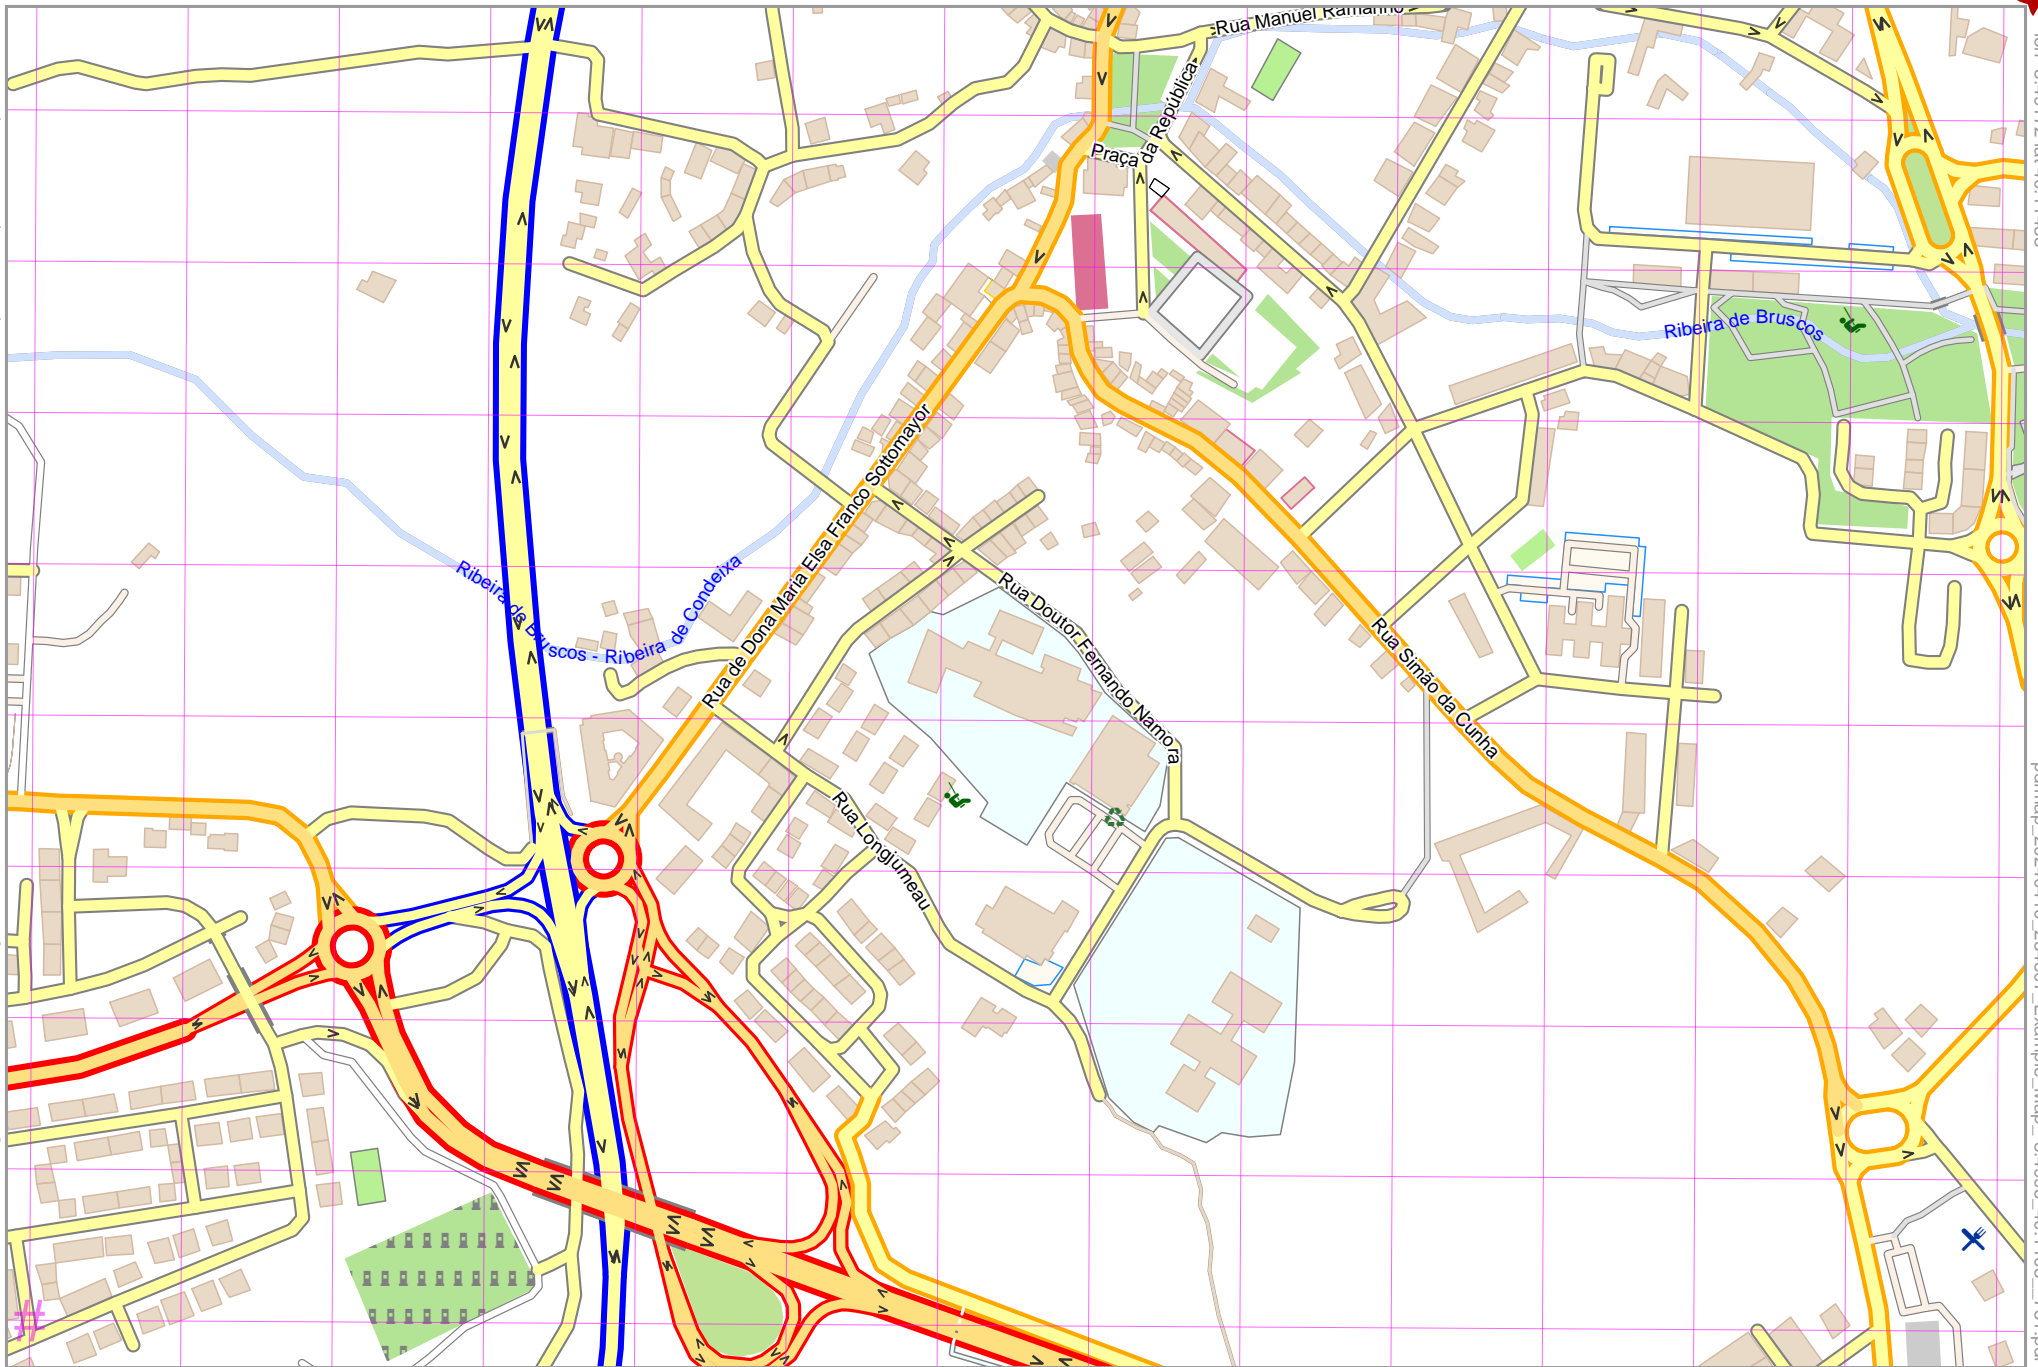 Rua Manuel Ramalho
Praça da República
Ribeira de Bruscos
Rua de Dona Maria Elsa Franco Sottomayor
Ribeira de Bruscos - Ribeira de Condeixa
Rua Doutor Fernando Namora
Rua Simão da Cunha
Rua Longjumeau
#